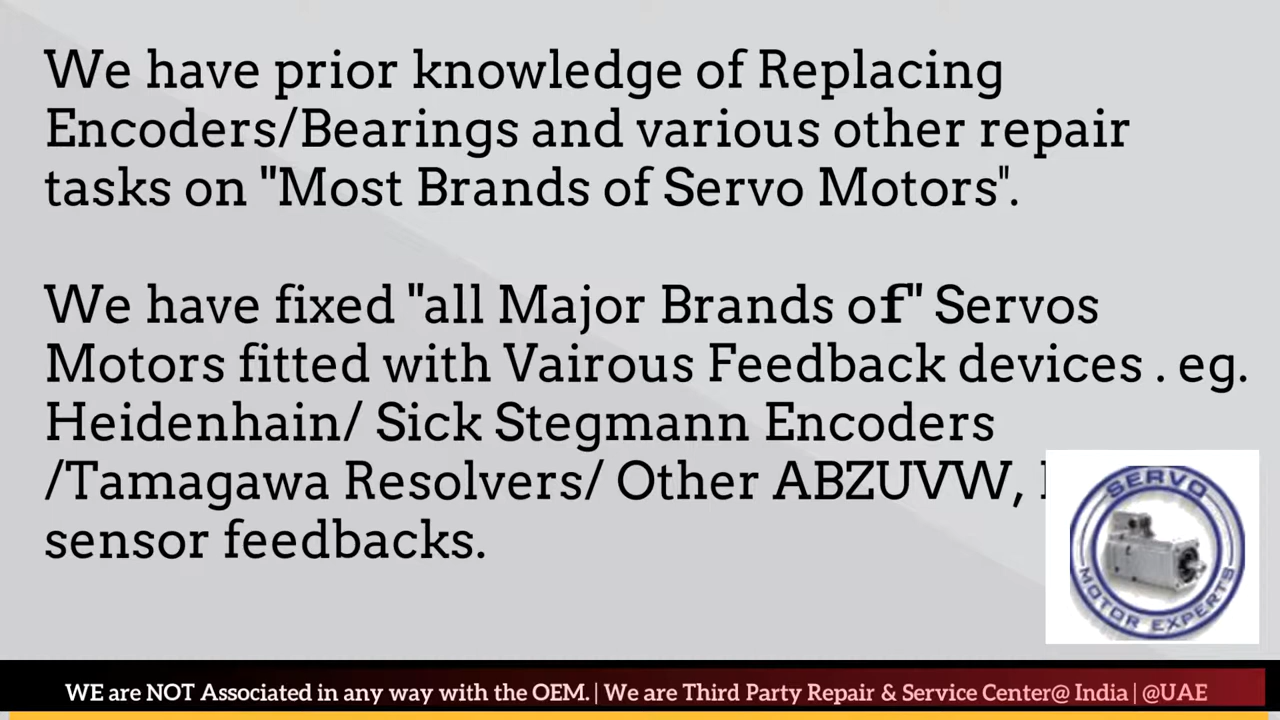 We have prior knowledge of Replacing
Encoders/Bearings and various other repair
tasks on "Most Brands of Servo Motors".
We have fixed "all Major Brands of" Servos
Motors fitted with Vairous Feedback devices . eg.
Heidenhain/ Sick Stegmann Encoders
/Tamagawa Resolvers/ Other ABZUVW,
sensor feedbacks.
SERVO
MOTOR EXPERTS
WE are NOT Associated in any way with the OEM. | We are Third Party Repair & Service Center@ India | @UAE